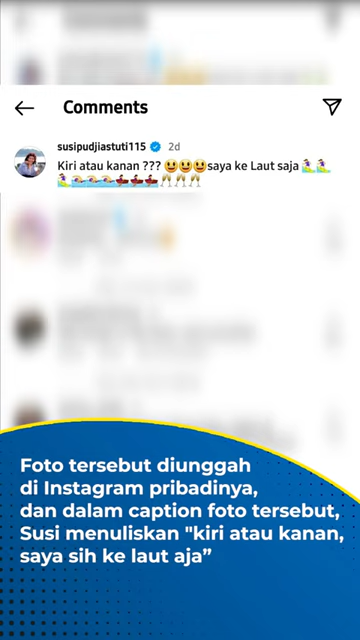 Comments
susipudjiastuti115 2d
Kiri atau kanan ??? 😃😃😃saya ke Laut saja 🏄‍♀️🏄‍♀️
🏄‍♀️🏊‍♀️🏊‍♀️🏊‍♀️🚣‍♀️🚣‍♀️🚣‍♀️🥂🥂🥂
Foto tersebut diunggah
di Instagram pribadinya,
dan dalam caption foto tersebut,
Susi menuliskan "kiri atau kanan,
saya sih ke laut aja”